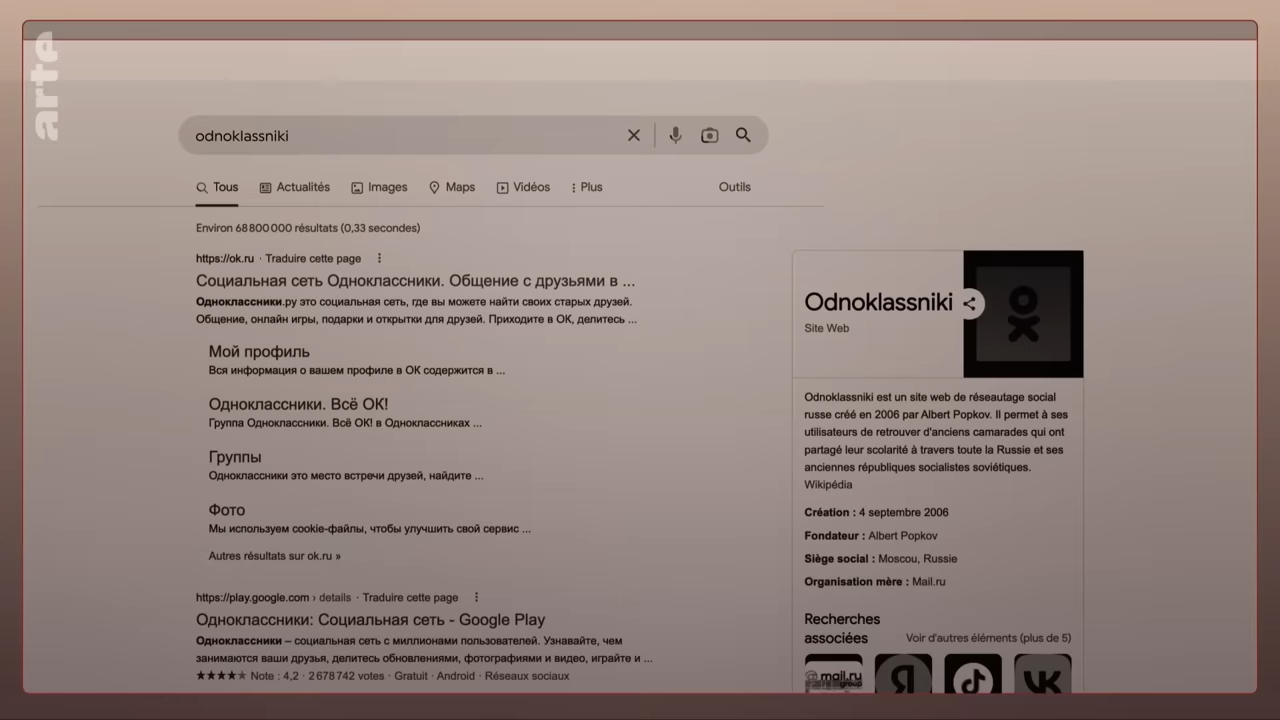 arte
odnoklassniki
Tous Actualités Images Maps Vidéos Plus Outils
Environ 68 800 000 résultats (0,33 secondes)
https://ok.ru · Traduire cette page
Социальная сеть Одноклассники. Общение с друзьями в ...
Одноклассники.ру это социальная сеть, где вы можете найти своих старых друзей.
Общение, онлайн игры, подарки и открытки для друзей. Приходите в ОК, делитесь ...
Мой профиль
Вся информация о вашем профиле в ОК содержится в ...
Одноклассники. Всё ОК!
Группа Одноклассники. Всё ОК! в Одноклассниках ...
Группы
Одноклассники это место встречи друзей, найдите ...
Фото
Мы используем cookie-файлы, чтобы улучшить свой сервис ...
Autres résultats sur ok.ru »
https://play.google.com › details · Traduire cette page
Одноклассники: Социальная сеть - Google Play
Одноклассники – социальная сеть с миллионами пользователей. Узнавайте, чем
занимаются ваши друзья, делитесь обновлениями, фотографиями и видео, играйте и ...
Note : 4,2 · 2 678 742 votes · Gratuit · Android · Réseaux sociaux
Odnoklassniki
Site Web
Odnoklassniki est un site web de réseautage social
russe créé en 2006 par Albert Popkov. Il permet à ses
utilisateurs de retrouver d'anciens camarades qui ont
partagé leur scolarité à travers toute la Russie et ses
anciennes républiques socialistes soviétiques.
Wikipédia
Création : 4 septembre 2006
Fondateur : Albert Popkov
Siège social : Moscou, Russie
Organisation mère : Mail.ru
Recherches
associées
Voir d'autres éléments (plus de 5)
@mail.ru
group
Я
VK